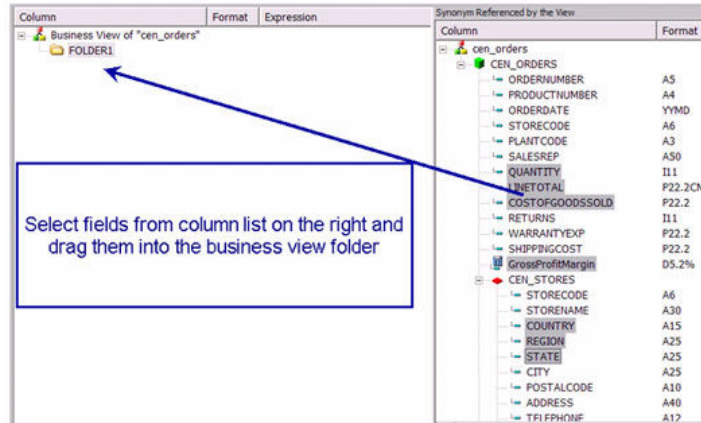 Column Format Expression
Business View of "cen_orders"
FOLDER1
Select fields from column list on the right and
drag them into the business view folder
Synonym Referenced by the View
Column Format
cen_orders
CEN_ORDERS
ORDERNUMBER A5
PRODUCTNUMBER A4
ORDERDATE YYMD
STORECODE A6
PLANTCODE A3
SALESREP A50
QUANTITY I11
LINETOTAL P22.2CM
COSTOFGOODSSOLD P22.2
RETURNS I11
WARRANTYEXP P22.2
SHIPPINGCOST P22.2
GrossProfitMargin D5.2%
CEN_STORES
STORECODE A6
STORENAME A30
COUNTRY A15
REGION A25
STATE A25
CITY A25
POSTALCODE A10
ADDRESS A40
TELEPHONE A12